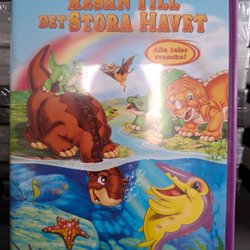 RESAN TILL
DET STORA HAVET
Alla talar
svenska!